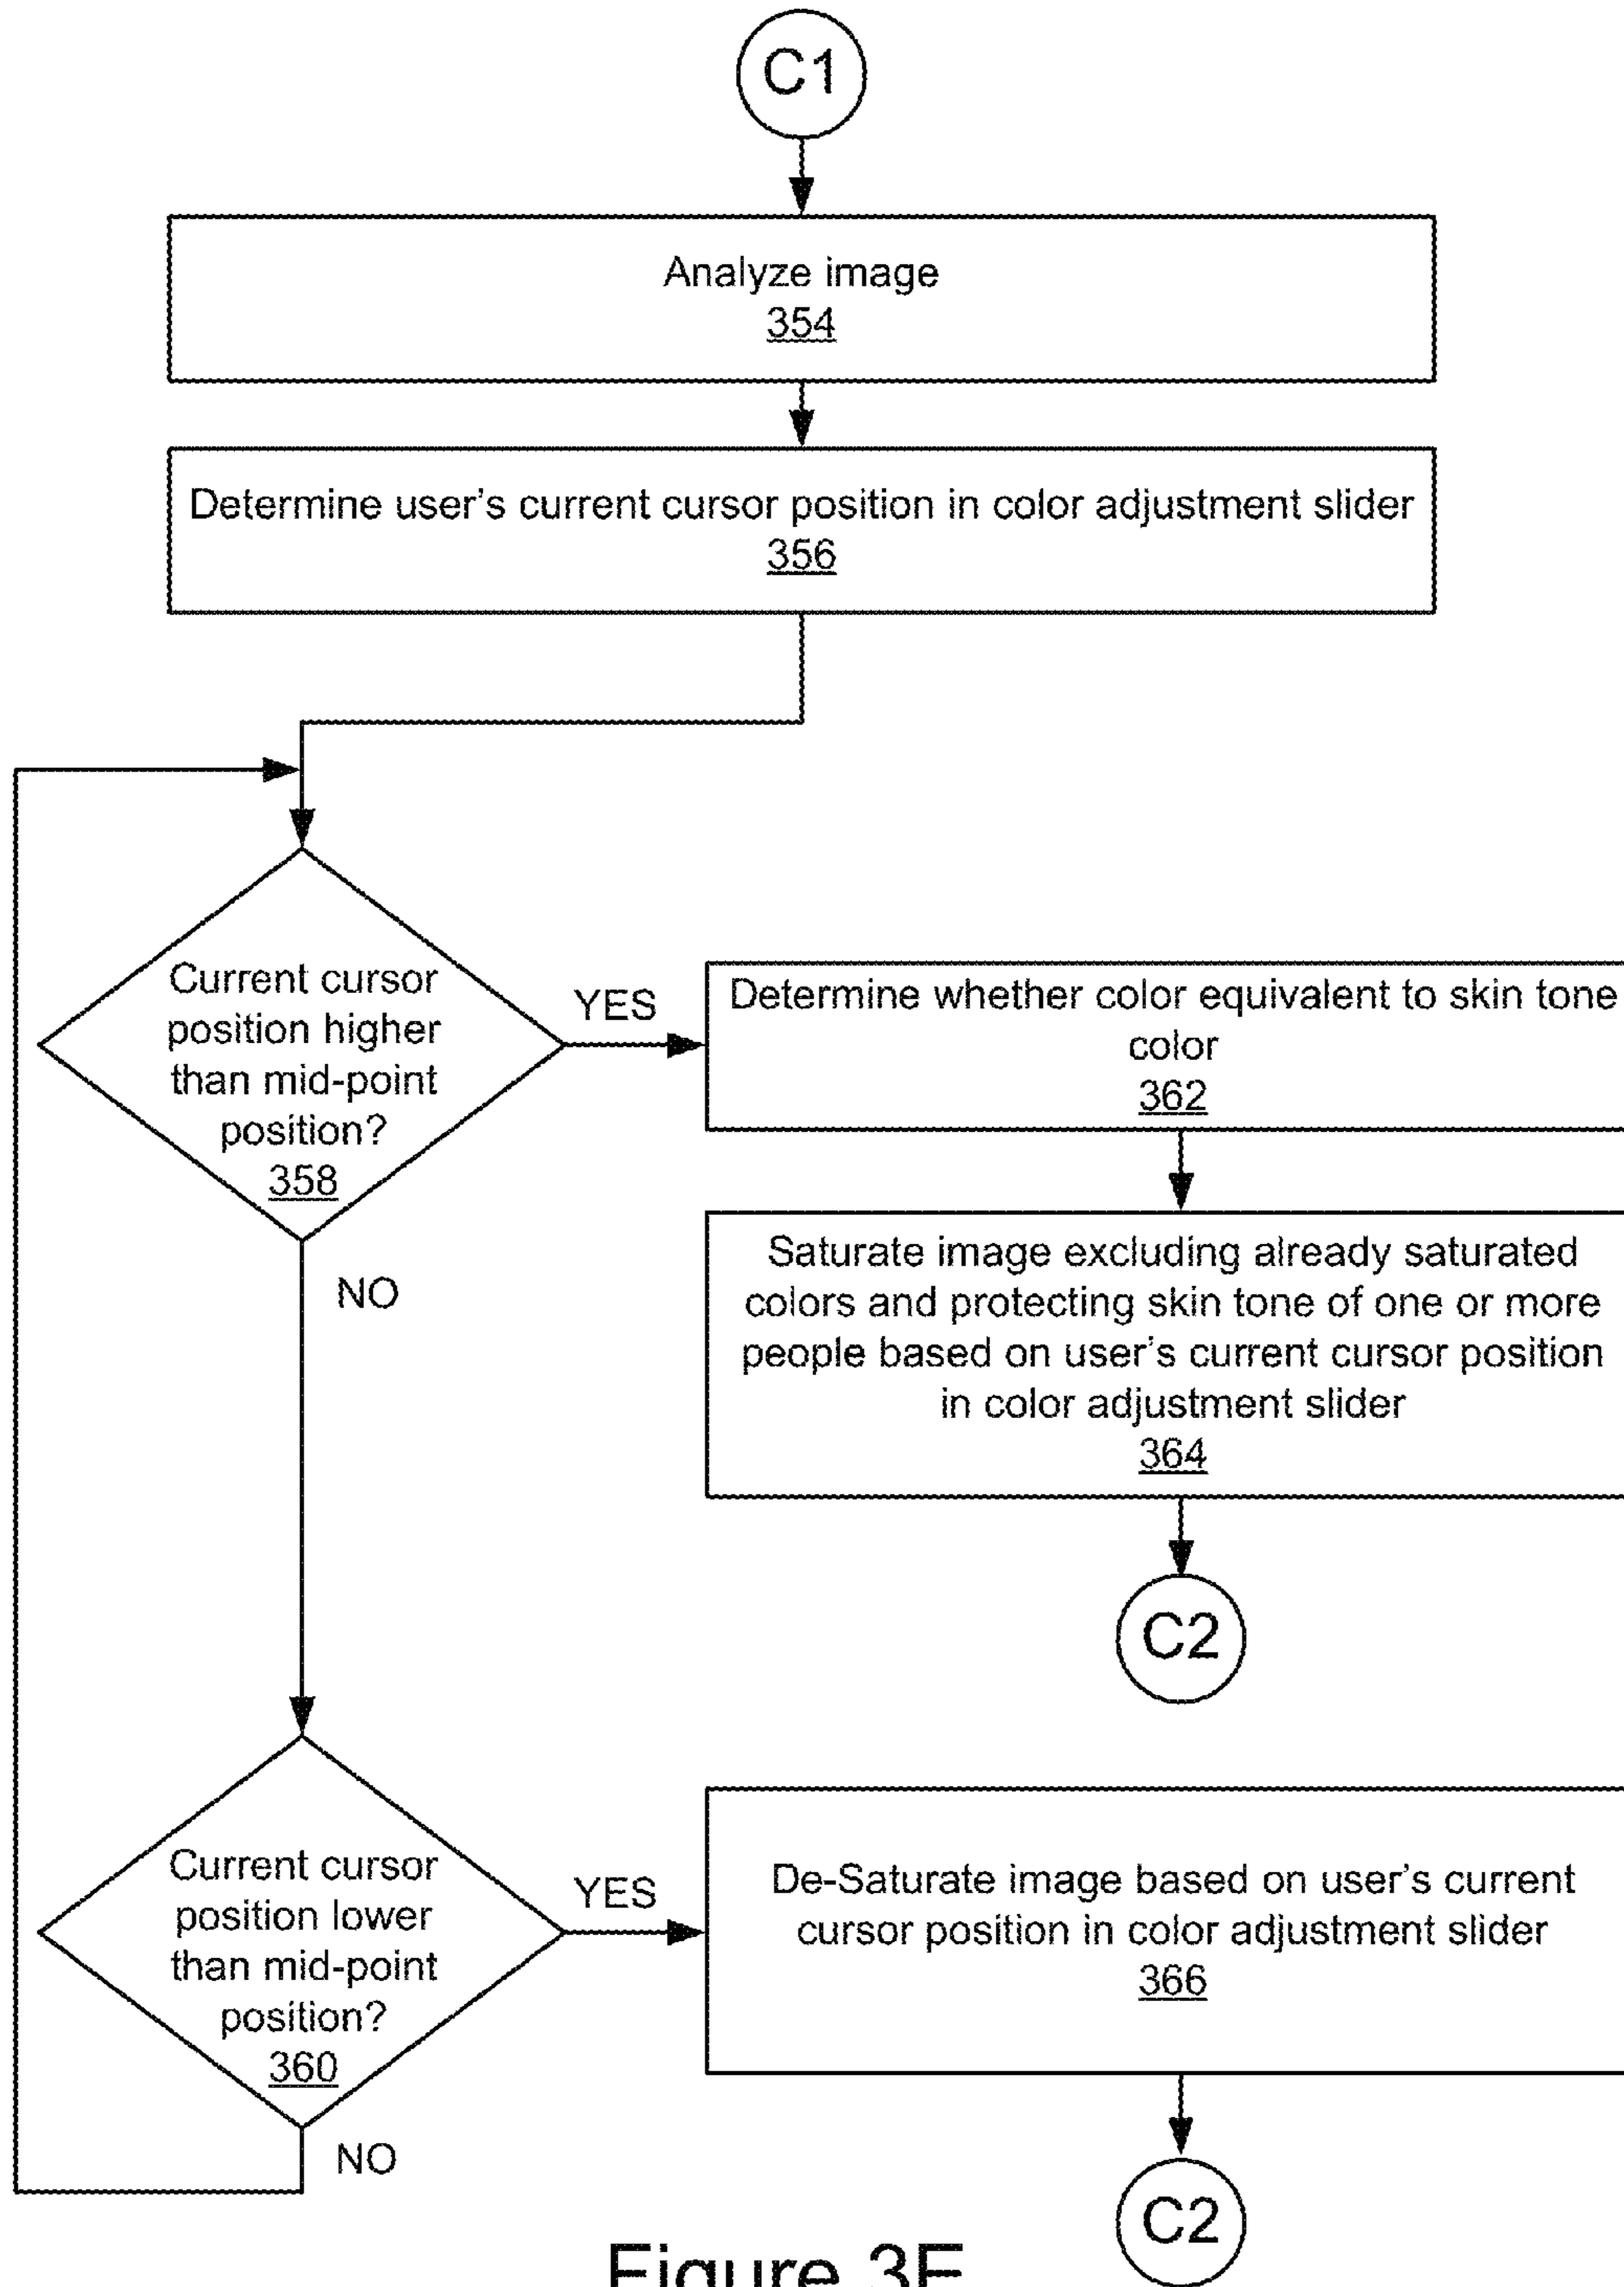 C1
Analyze image
354
Determine user's current cursor position in color adjustment slider
356
Current cursor
position higher
than mid-point
position?
358
YES
NO
Determine whether color equivalent to skin tone
color
362
Saturate image excluding already saturated
colors and protecting skin tone of one or more
people based on user's current cursor position
in color adjustment slider
364
C2
Current cursor
position lower
than mid-point
position?
360
YES
NO
De-Saturate image based on user's current
cursor position in color adjustment slider
366
C2
Figure 3E